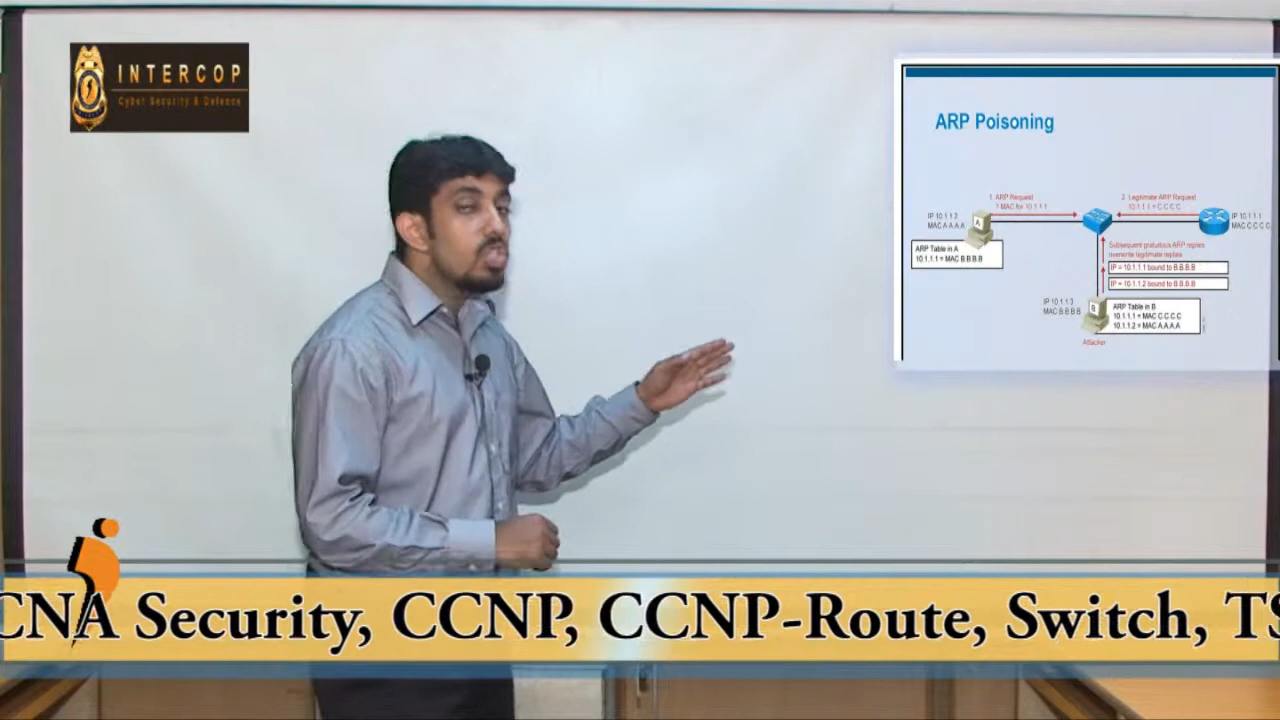 INTERCOP
Cyber Security & Defence
ARP Poisoning
1. ARP Request
? MAC for 10.1.1.1
2. Legitimate ARP Request
10.1.1.1 = C.C.C.C
IP 10.1.1.2
MAC A.A.A.A
A
IP 10.1.1.1
MAC C.C.C.C
ARP Table in A
10.1.1.1 = MAC B.B.B.B
Subsequent gratuitous ARP replies
overwrite legitimate replies
IP = 10.1.1.1 bound to B.B.B.B
IP = 10.1.1.2 bound to B.B.B.B
IP 10.1.1.3
MAC B.B.B.B
B
ARP Table in B
10.1.1.1 = MAC C.C.C.C
10.1.1.2 = MAC A.A.A.A
Attacker
CNA Security, CCNP, CCNP-Route, Switch, TS